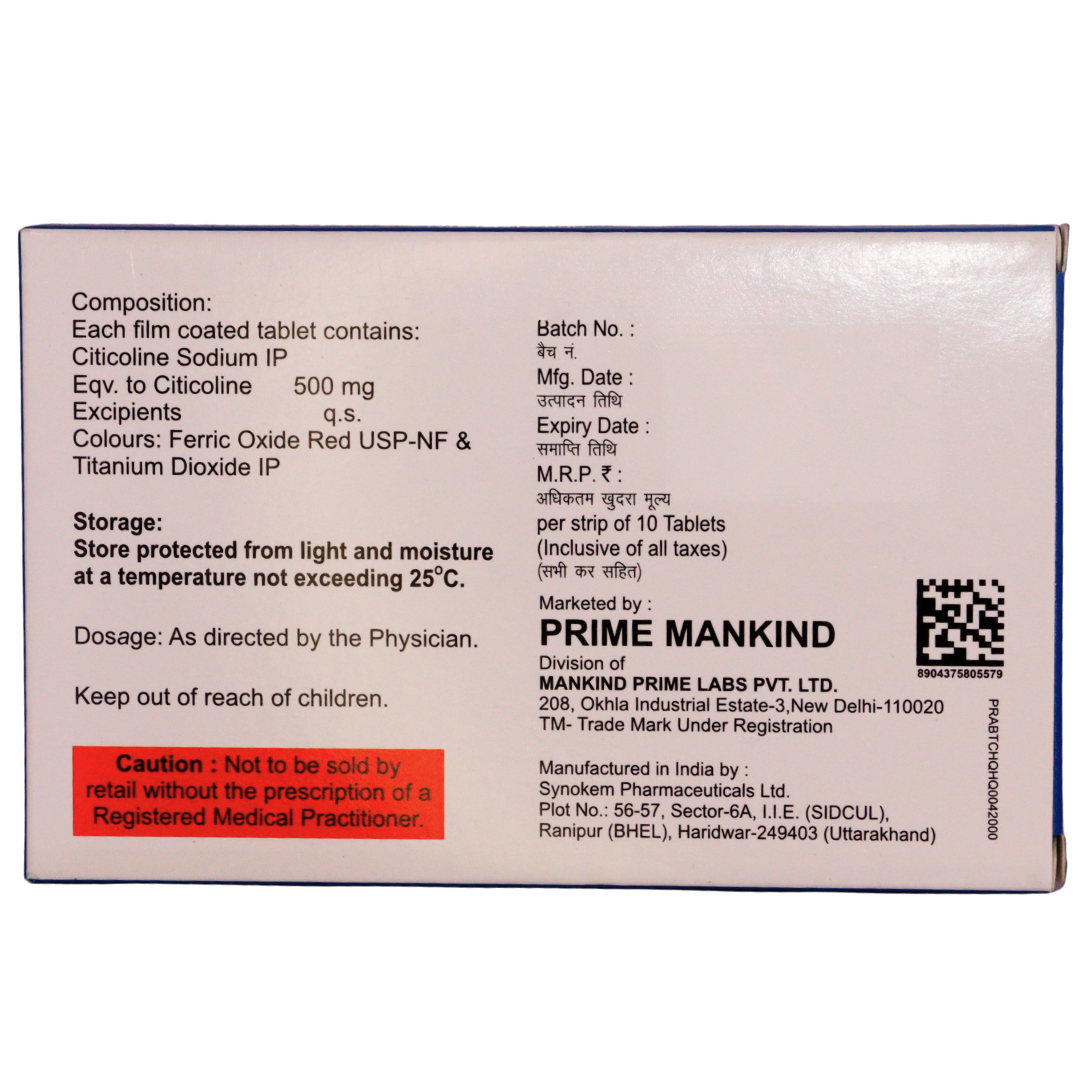 Composition:
Each film coated tablet contains:
Citicoline Sodium IP
Eqv. to Citicoline 500 mg
Excipients q.s.
Colours: Ferric Oxide Red USP-NF &
Titanium Dioxide IP
Storage:
Store protected from light and moisture
at a temperature not exceeding 25°C.
Dosage: As directed by the Physician.
Keep out of reach of children.
Caution : Not to be sold by
retail without the prescription of a
Registered Medical Practitioner.
Batch No. :
बैच नं.
Mfg. Date :
उत्पादन तिथि
Expiry Date :
समाप्ति तिथि
M.R.P. ₹ :
अधिकतम खुदरा मूल्य
per strip of 10 Tablets
(Inclusive of all taxes)
(सभी कर सहित)
Marketed by :
PRIME MANKIND
Division of
MANKIND PRIME LABS PVT. LTD.
208, Okhla Industrial Estate-3,New Delhi-110020
TM- Trade Mark Under Registration
Manufactured in India by :
Synokem Pharmaceuticals Ltd.
Plot No.: 56-57, Sector-6A, I.I.E. (SIDCUL),
Ranipur (BHEL), Haridwar-249403 (Uttarakhand)
8904375805579
PRABTCHQHQ0042000